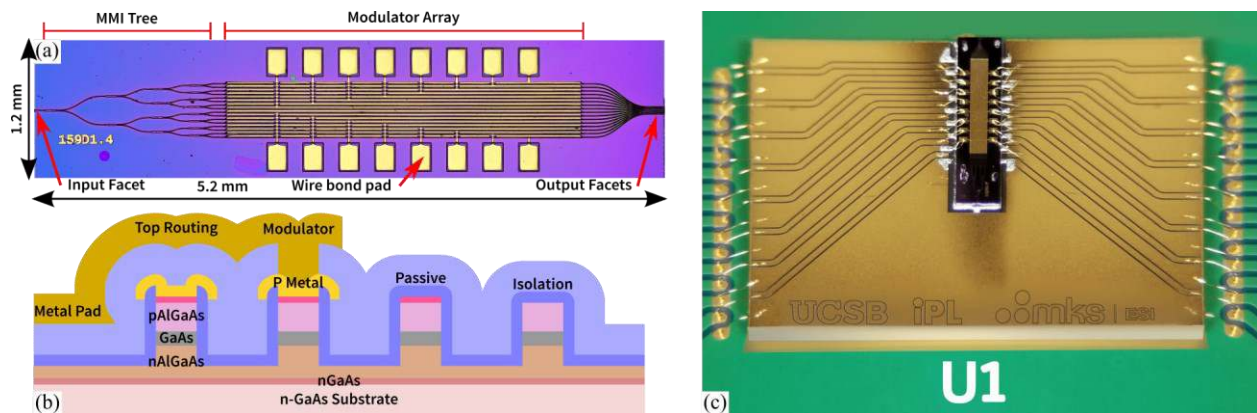 MMI Tree
Modulator Array
(a)
1.2 mm
159D1.4
Input Facet
5.2 mm
Wire bond pad
Output Facets
Top Routing
Modulator
P Metal
Passive
Isolation
Metal Pad
pAlGaAs
GaAs
nAlGaAs
nGaAs
(b)
n-GaAs Substrate
UCSB iPL mks | ESI
U1
(c)